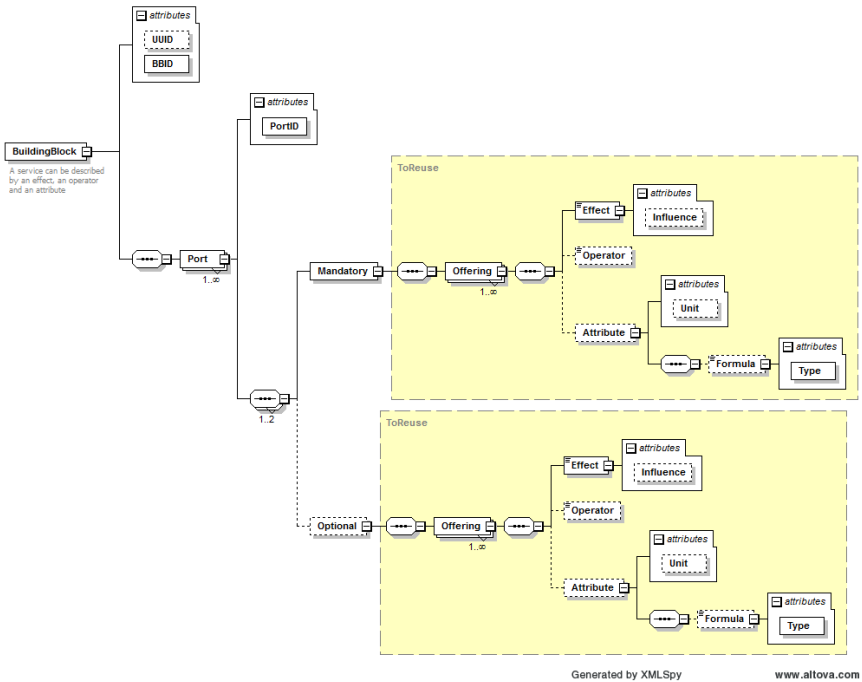 attributes
UUID
BBID
attributes
PortID
BuildingBlock
A service can be described
by an effect, an operator
and an attribute
Port
1..∞
1..2
ToReuse
Mandatory
Offering
1..∞
Effect
attributes
Influence
Operator
Attribute
attributes
Unit
Formula
attributes
Type
ToReuse
Optional
Offering
1..∞
Effect
attributes
Influence
Operator
Attribute
attributes
Unit
Formula
attributes
Type
Generated by XMLSpy
www.altova.com